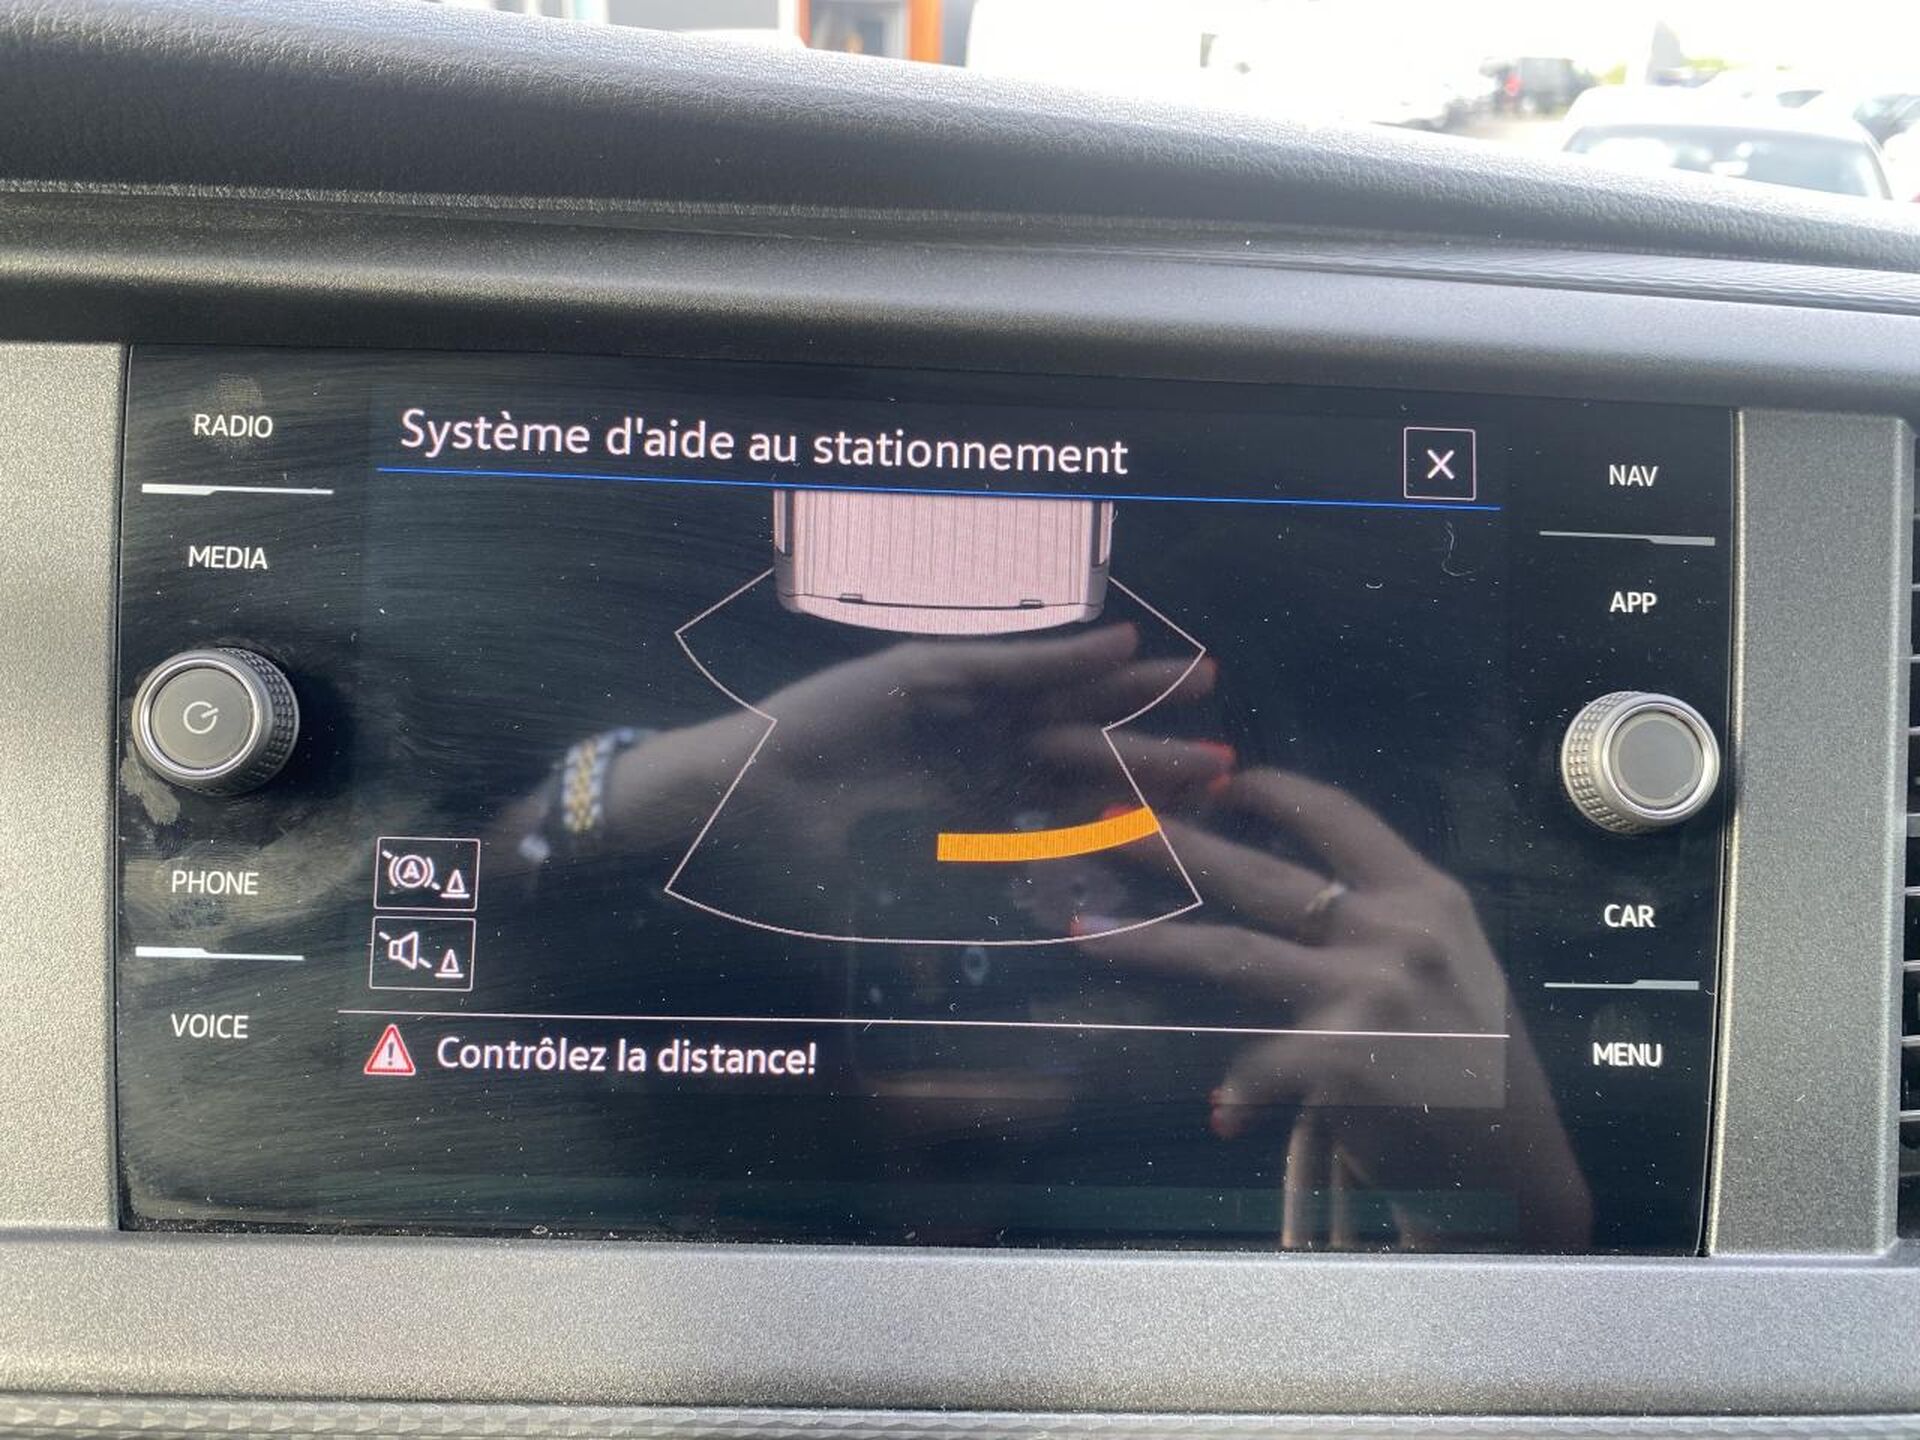 Système d'aide au stationnement
RADIO
MEDIA
PHONE
VOICE
NAV
APP
CAR
MENU
A
Contrôlez la distance!